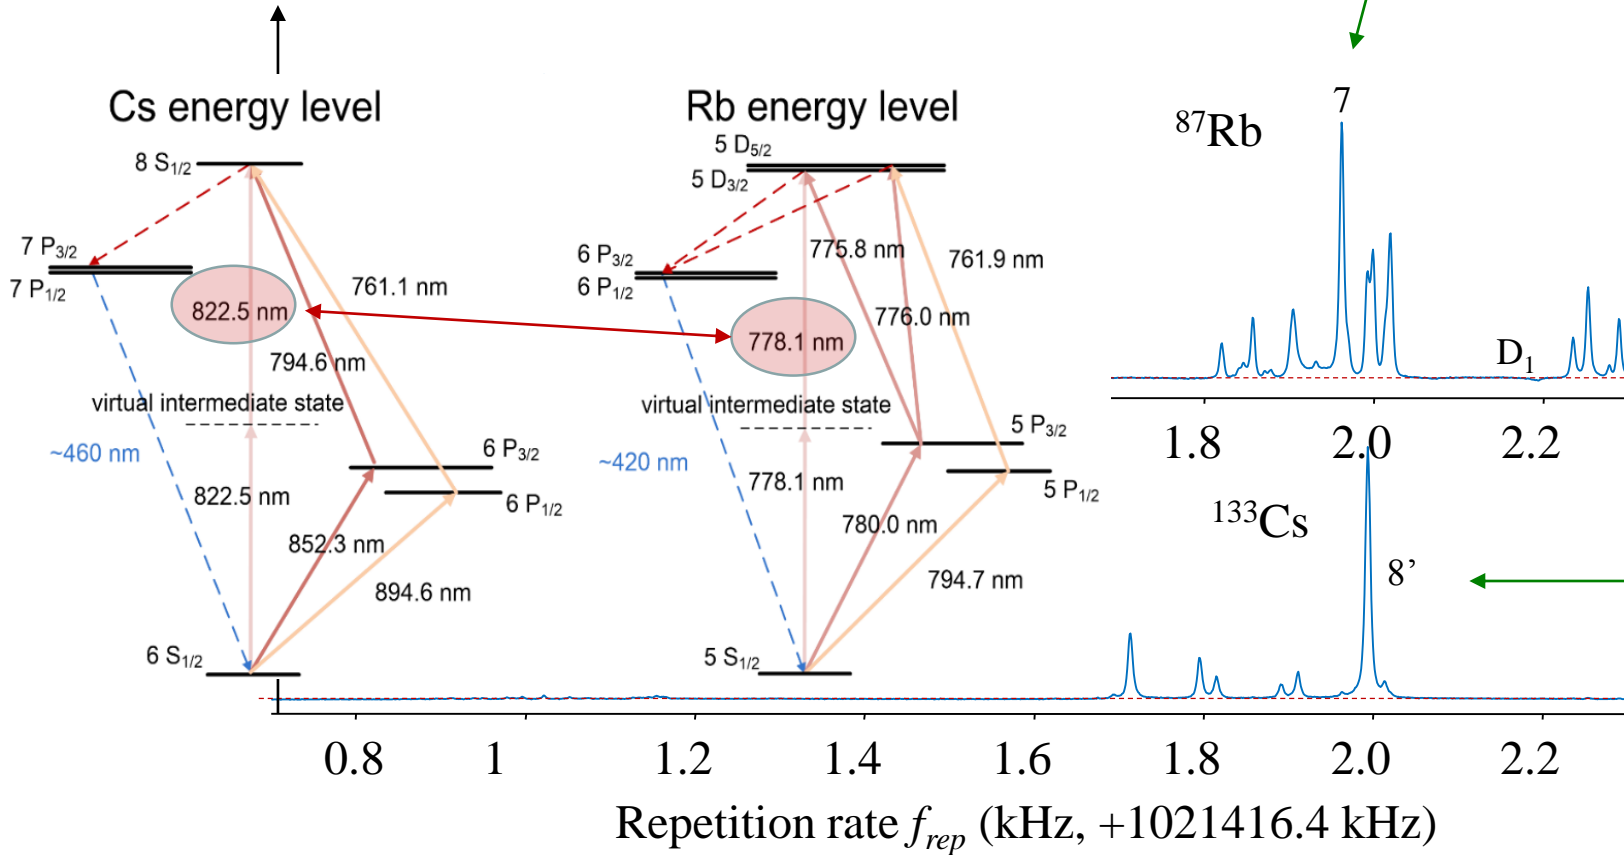 Cs energy level
8 S1/2
7 P3/2
7 P1/2
822.5 nm
761.1 nm
794.6 nm
virtual intermediate state
~460 nm
6 P3/2
6 P1/2
822.5 nm
852.3 nm
894.6 nm
6 S1/2
Rb energy level
5 D5/2
5 D3/2
6 P3/2
6 P1/2
775.8 nm
761.9 nm
776.0 nm
778.1 nm
virtual intermediate state
~420 nm
5 P3/2
5 P1/2
778.1 nm
780.0 nm
794.7 nm
5 S1/2
87Rb
7
D1
1.8 2.0 2.2
133Cs
8’
0.8 1 1.2 1.4 1.6 1.8 2.0 2.2
Repetition rate frep (kHz, +1021416.4 kHz)